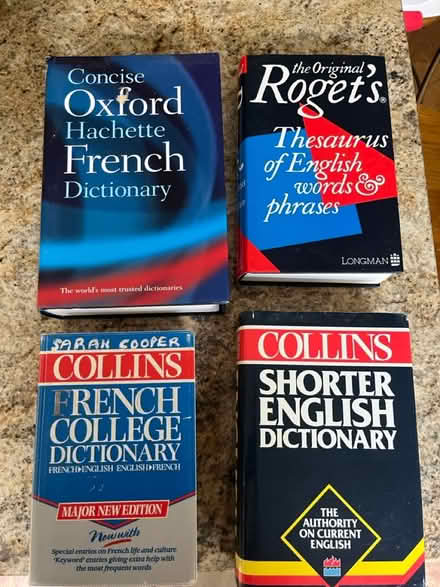 Concise
Oxford
Hachette
French
Dictionary
The world's most trusted dictionaries
the Original
Roget's®
Thesaurus
of English
words &
phrases
LONGMAN
SARAH COOPER
COLLINS
FRENCH
COLLEGE
DICTIONARY
FRENCH▸ENGLISH ENGLISH▸FRENCH
MAJOR NEW EDITION
Now with
Special entries on French life and culture
'Keyword' entries giving extra help with
the most frequent words
COLLINS
SHORTER
ENGLISH
DICTIONARY
THE
AUTHORITY
ON CURRENT
ENGLISH